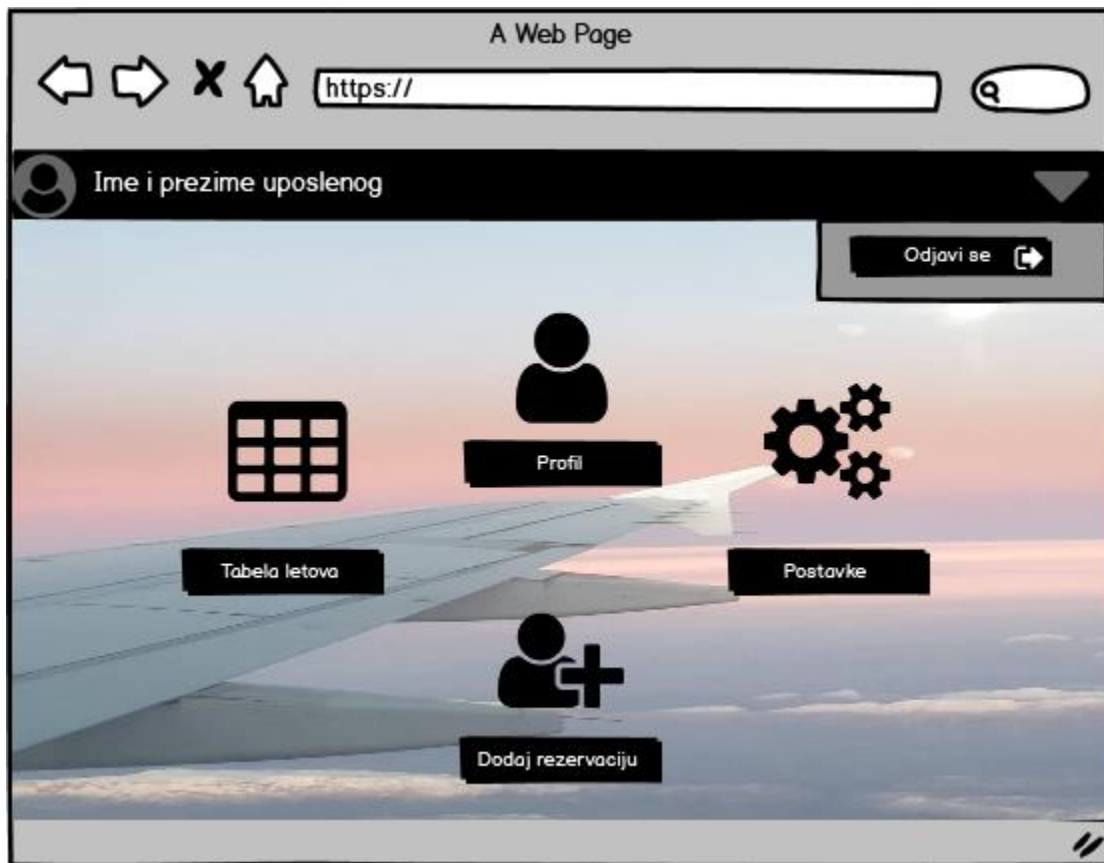 A Web Page
https://
Ime i prezime uposlenog
Odjavi se
Profil
Tabela letova
Postavke
Dodaj rezervaciju